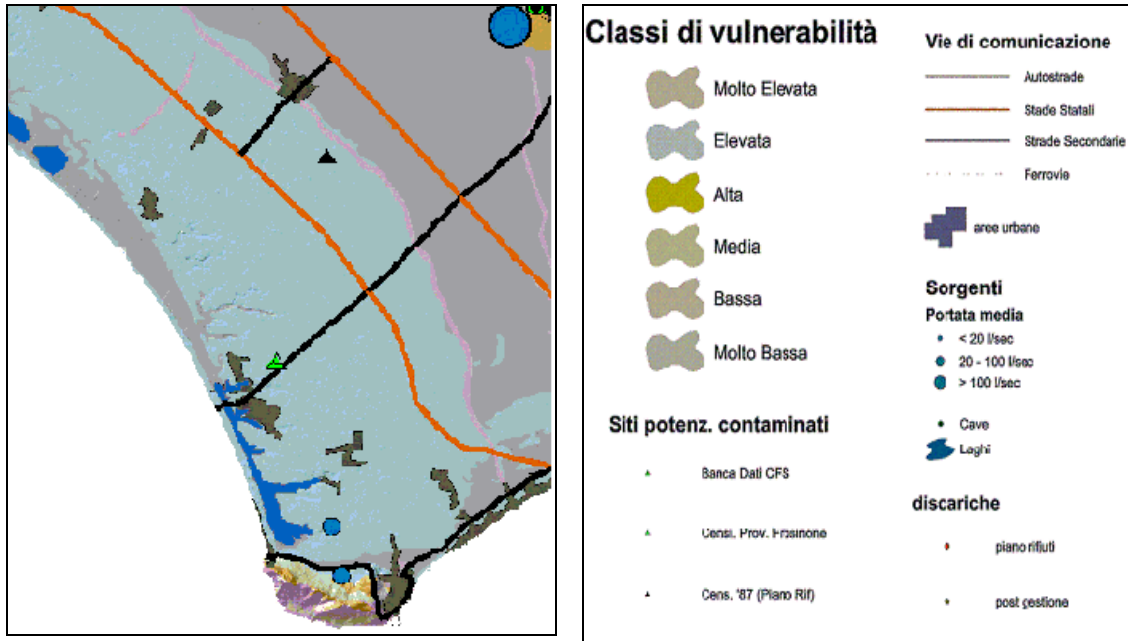 Classi di vulnerabilità
Molto Elevata
Elevata
Alta
Media
Bassa
Molto Bassa
Siti potenz. contaminati
Banca Dati CFS
Censi. Prov. Frosinone
Cens. '87 (Piano Rif)
Vie di comunicazione
Autostrade
Stade Statali
Strade Secondarie
Ferrovie
aree urbane
Sorgenti
Portata media
< 20 l/sec
20 - 100 l/sec
> 100 l/sec
Cave
Laghi
discariche
piano rifiuti
post gestione